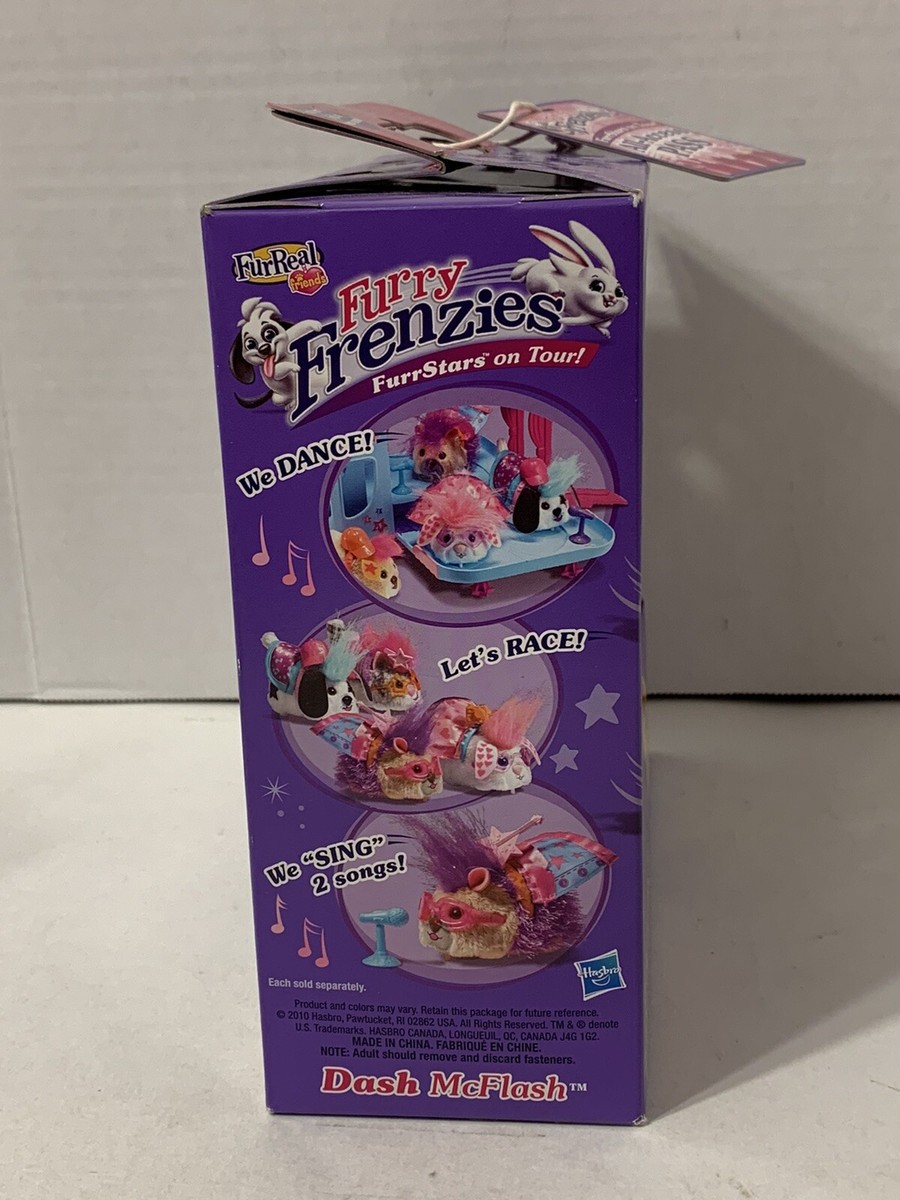 FurReal
friends
Furry
Frenzies™
FurrStars™ on Tour!
We DANCE!
Let's RACE!
We "SING"
2 songs!
Hasbro
Each sold separately.
Product and colors may vary. Retain this package for future reference.
© 2010 Hasbro, Pawtucket, RI 02862 USA. All Rights Reserved. TM & ® denote
U.S. Trademarks. HASBRO CANADA, LONGUEUIL, QC, CANADA J4G 1G2.
MADE IN CHINA. FABRIQUÉ EN CHINE.
NOTE: Adult should remove and discard fasteners.
Dash McFlash™